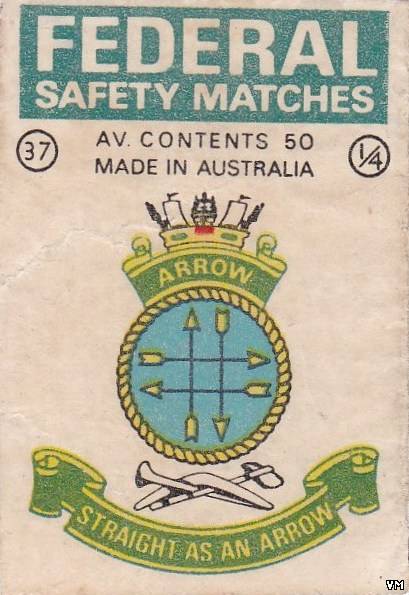 FEDERAL
SAFETY MATCHES
37
AV. CONTENTS 50
MADE IN AUSTRALIA
1/4
ARROW
STRAIGHT AS AN ARROW
VM